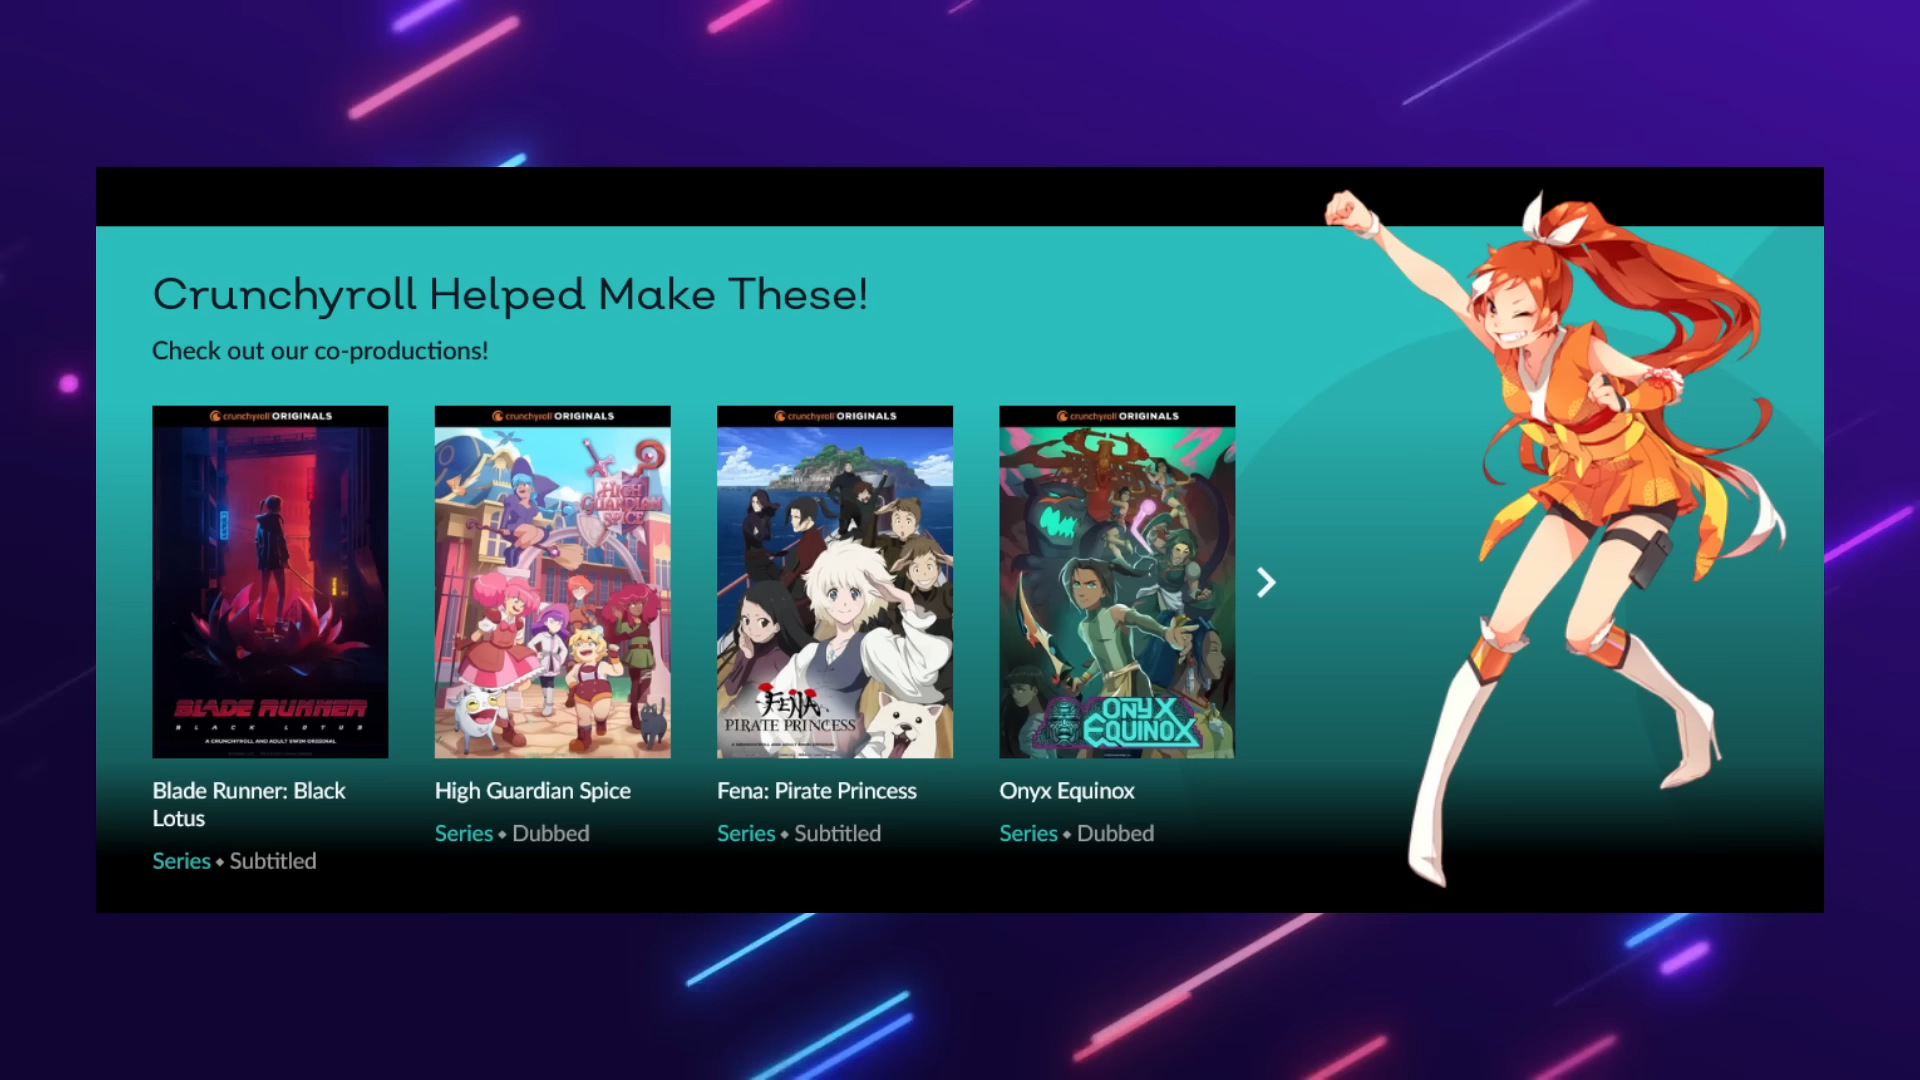 Crunchyroll Helped Make These!
Check out our co-productions!
crunchyroll ORIGINALS
crunchyroll ORIGINALS
crunchyroll ORIGINALS
crunchyroll ORIGINALS
HIGH
GUARDIAN
SPICE
BLADE RUNNER
BLACK LOTUS
A CRUNCHYROLL AND ADULT SWIM ORIGINAL
FENA
PIRATE PRINCESS
ONYX
EQUINOX
Blade Runner: Black
Lotus
Series ⬥ Subtitled
High Guardian Spice
Series ⬥ Dubbed
Fena: Pirate Princess
Series ⬥ Subtitled
Onyx Equinox
Series ⬥ Dubbed